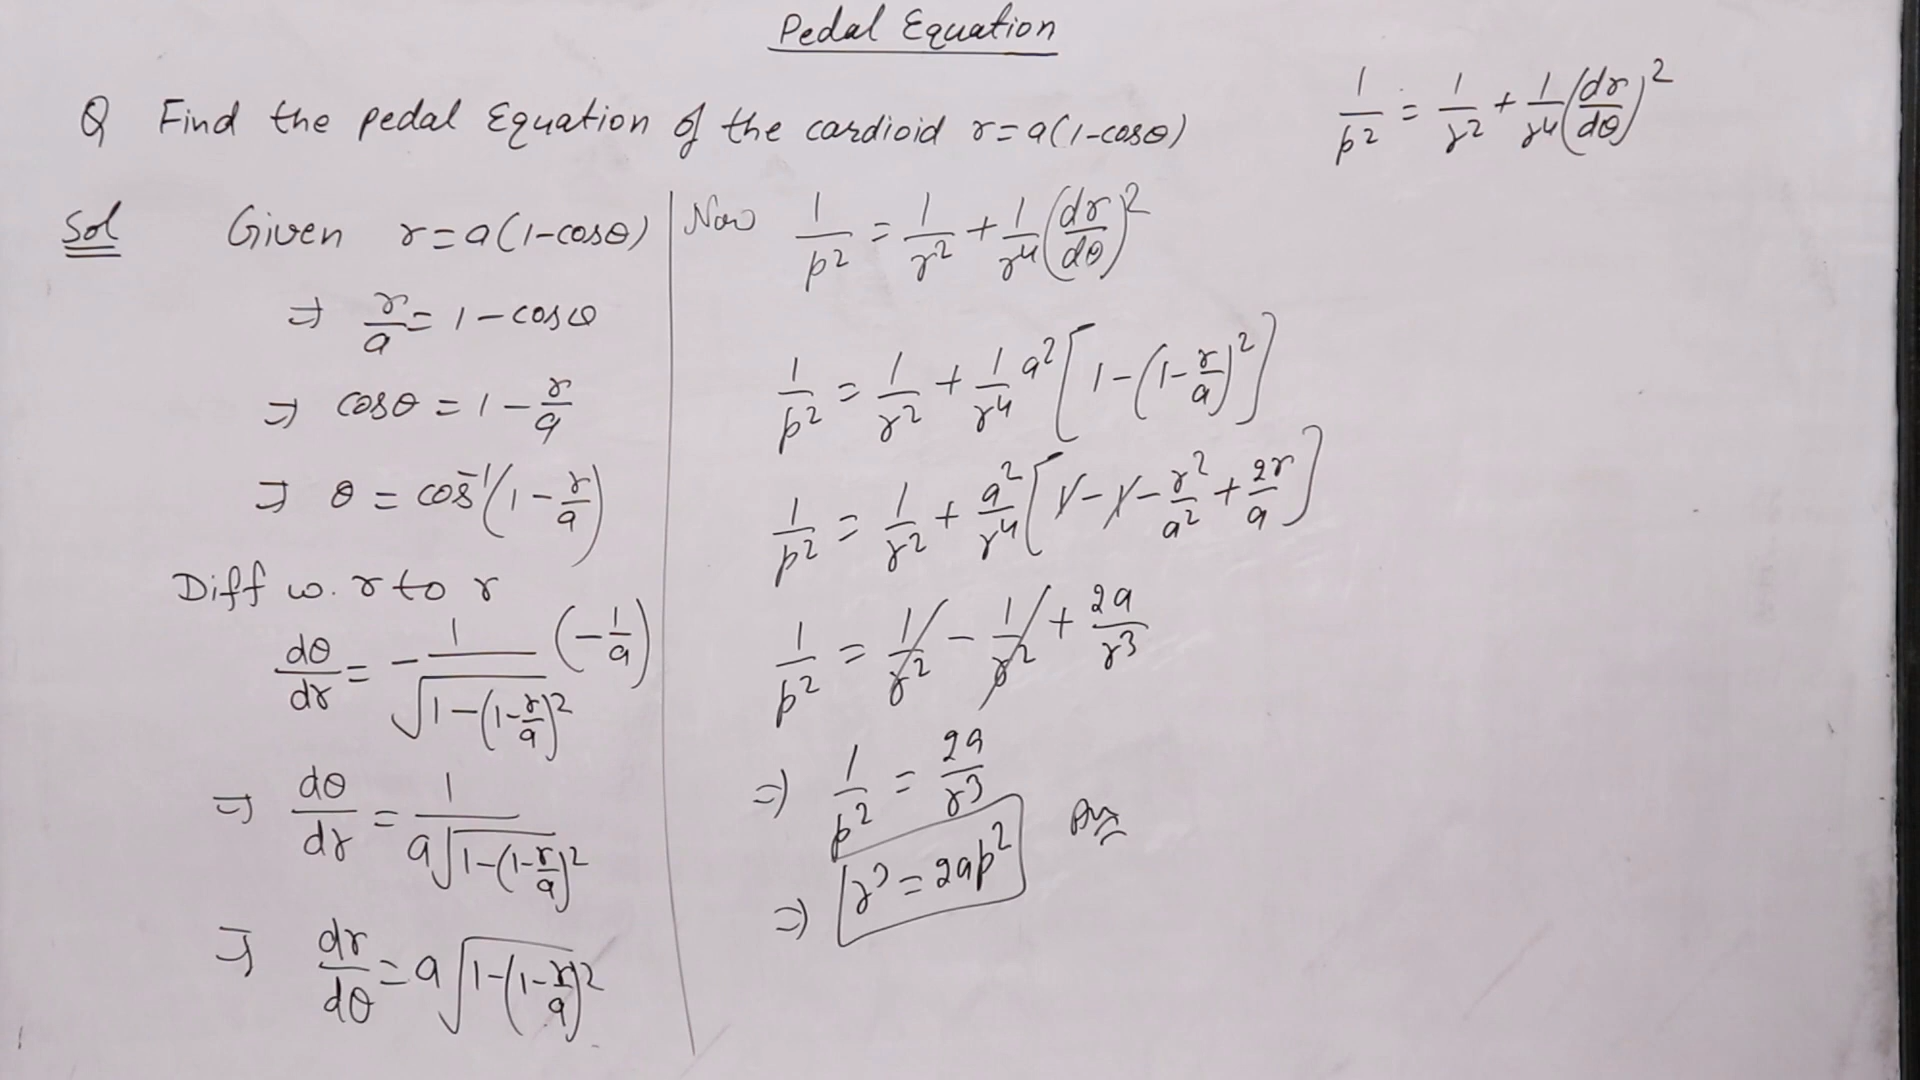 Pedal Equation
Q Find the pedal Equation of the cardioid r=a(1-cosθ)
1/p² = 1/r² + 1/r⁴ (dr/dθ)²
Sol Given r=a(1-cosθ)
⇒ r/a = 1-cosθ
⇒ cosθ = 1 - r/a
⇒ θ = cos⁻¹(1 - r/a)
Diff w. r to r
dθ/dr = - 1/√(1-(1-r/a)²) (-1/a)
⇒ dθ/dr = 1/(a√(1-(1-r/a)²))
⇒ dr/dθ = a√(1-(1-r/a)²)
Now 1/p² = 1/r² + 1/r⁴ (dr/dθ)²
1/p² = 1/r² + 1/r⁴ a² [1-(1-r/a)²]
1/p² = 1/r² + a²/r⁴ [1-1-r²/a² + 2r/a]
1/p² = 1/r² - 1/r² + 2a/r³
⇒ 1/p² = 2a/r³
⇒ r³ = 2ap² Ans